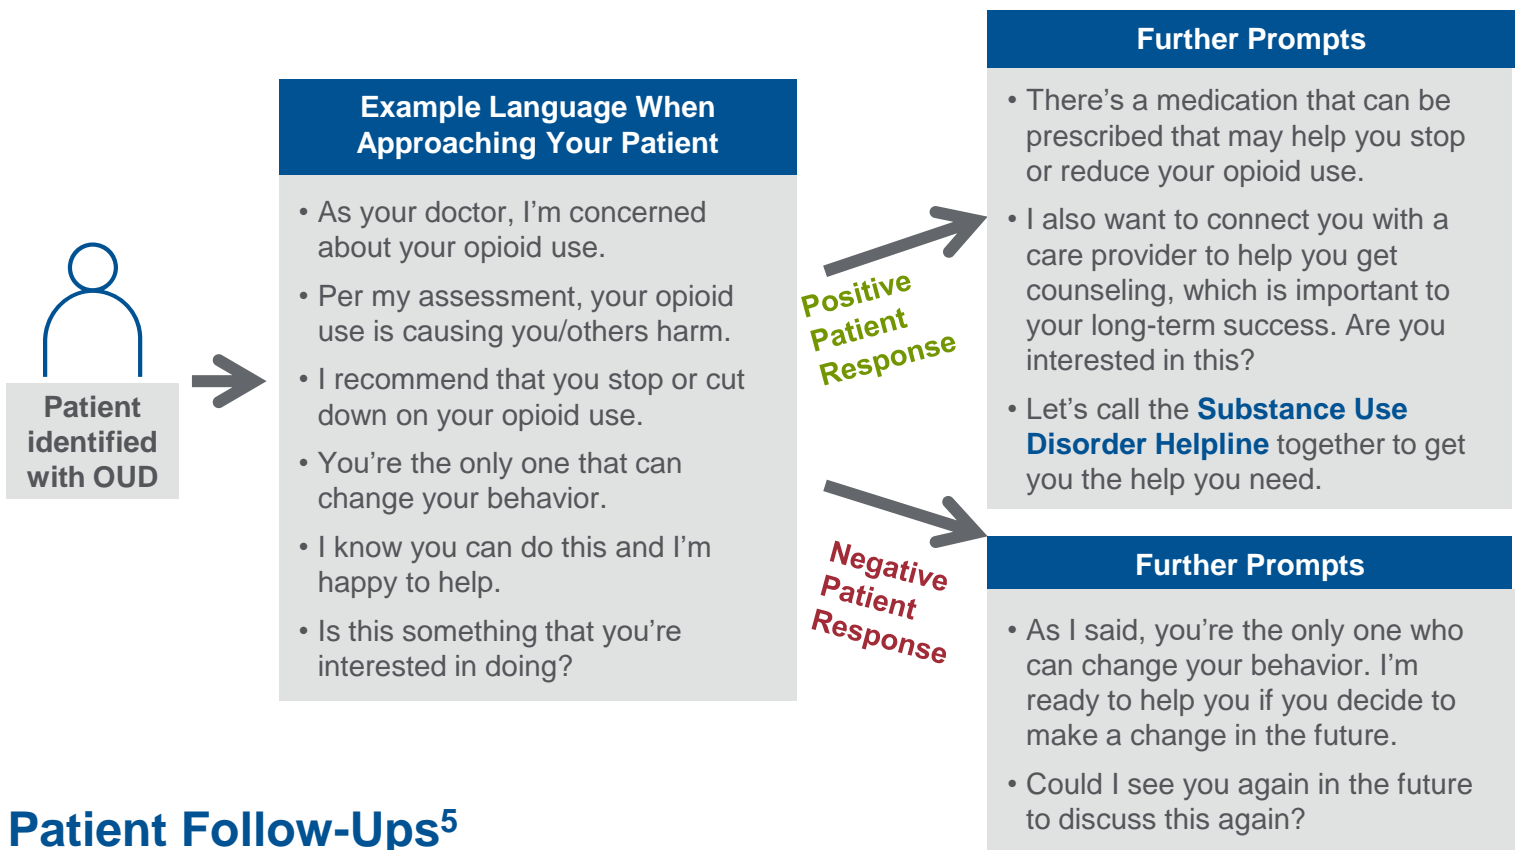 Patient
identified
with OUD
Example Language When
Approaching Your Patient
• As your doctor, I'm concerned
about your opioid use.
• Per my assessment, your opioid
use is causing you/others harm.
• I recommend that you stop or cut
down on your opioid use.
• You're the only one that can
change your behavior.
• I know you can do this and I'm
happy to help.
• Is this something that you're
interested in doing?
Positive
Patient
Response
Further Prompts
• There's a medication that can be
prescribed that may help you stop
or reduce your opioid use.
• I also want to connect you with a
care provider to help you get
counseling, which is important to
your long-term success. Are you
interested in this?
• Let's call the Substance Use
Disorder Helpline together to get
you the help you need.
Negative
Patient
Response
Further Prompts
• As I said, you're the only one who
can change your behavior. I'm
ready to help you if you decide to
make a change in the future.
• Could I see you again in the future
to discuss this again?
Patient Follow-Ups⁵